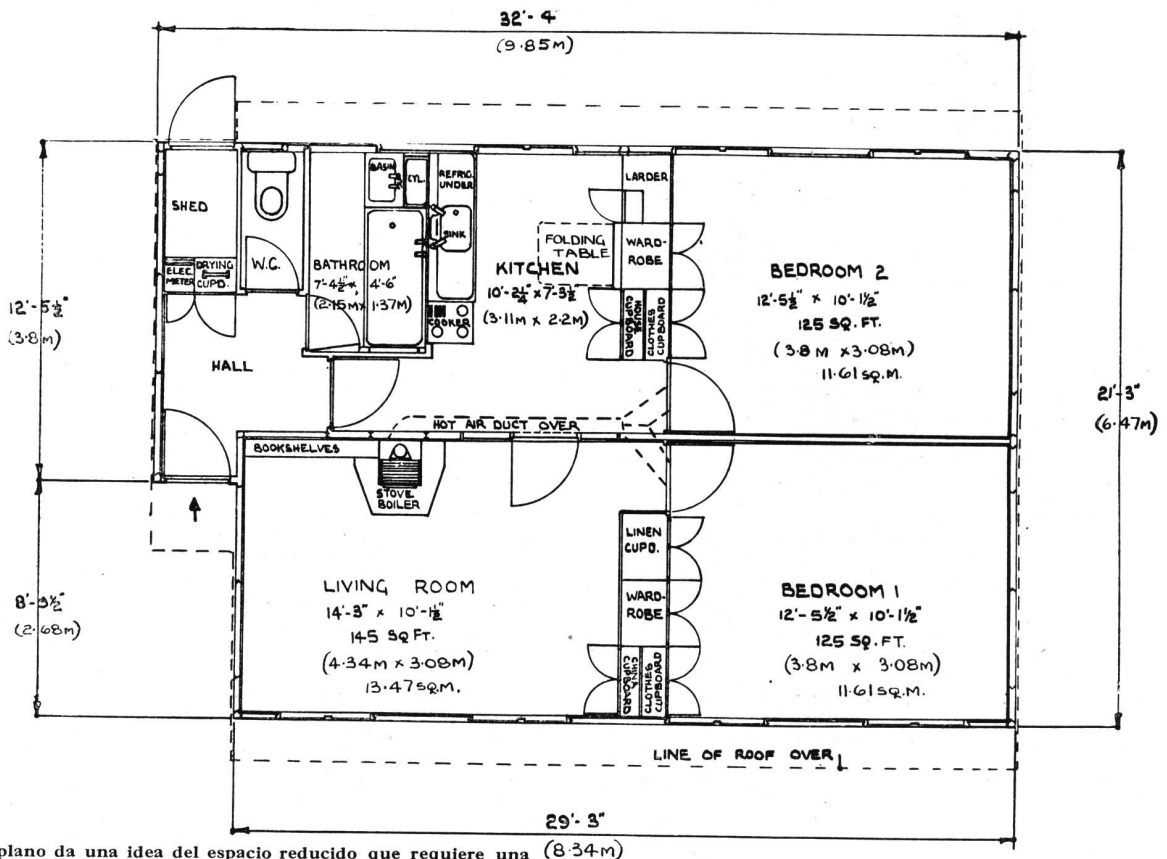 32'-4
(9·85M)
SHED
ELEC. METER
DRYING CUPD.
W.C.
BATHROOM
7'-4½" x 4'-6"
(2·15M x 1·37M)
BASIN
CYL.
REFRIG. UNDER
SINK
COOKER
KITCHEN
10'-2¼" x 7'-3½
(3·11M x 2·2M)
FOLDING TABLE
LARDER
WARD-
ROBE
HOUSE CUPBOARD
CLOTHES CUPBOARD
BEDROOM 2
12'-5½" x 10'-1½"
125 SQ. FT.
(3·8 M x 3·08M)
11·61 SQ.M.
12'-5½"
(3·8M)
HALL
21'-3"
(6·47M)
HOT AIR DUCT OVER
BOOKSHELVES
STOVE
BOILER
LIVING ROOM
14'-3" x 10'-1½"
145 SQ FT.
(4·34M x 3·08M)
13·47 SQ.M.
LINEN
CUPD.
WARD-
ROBE
CHINA CUPBOARD
CLOTHES CUPBOARD
BEDROOM 1
12'-5½" x 10'-1½"
125 SQ. FT.
(3·8M x 3·08M)
11·61 SQ.M.
8'-9½"
(2·68M)
LINE OF ROOF OVER
29'-3"
(8·34M)
plano da una idea del espacio reducido que requiere una